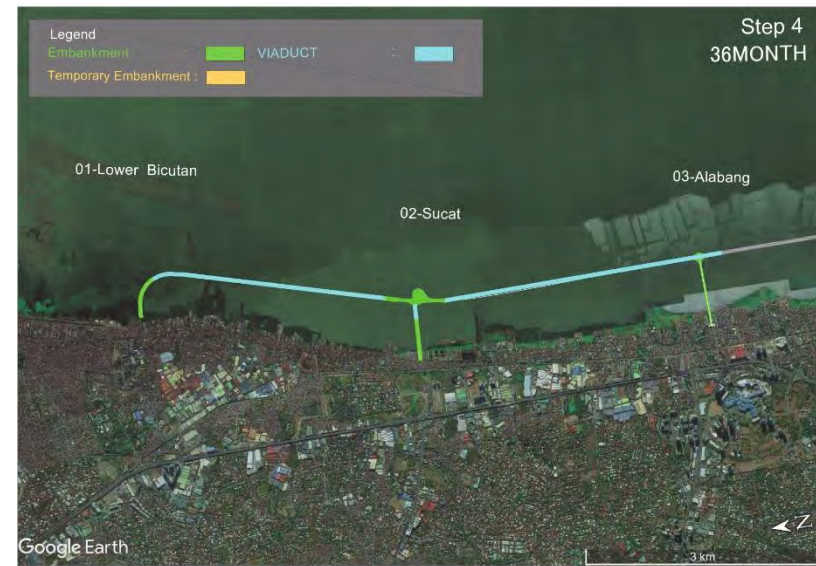 Legend
Embankment VIADUCT :
Temporary Embankment :
Step 4
36MONTH
01-Lower Bicutan
02-Sucat
03-Alabang
Google Earth
3 km
Z